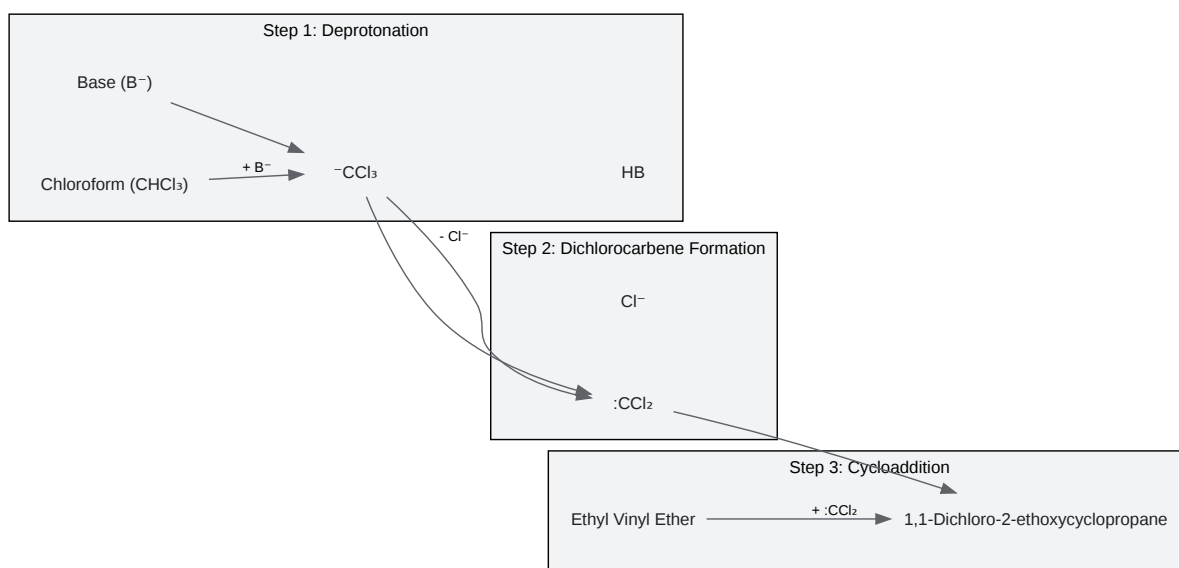 Step 1: Deprotonation
Base (B⁻)
Chloroform (CHCl₃)
+ B⁻
⁻CCl₃
HB
- Cl⁻
Step 2: Dichlorocarbene Formation
Cl⁻
:CCl₂
Step 3: Cycloaddition
Ethyl Vinyl Ether
+ :CCl₂
1,1-Dichloro-2-ethoxycyclopropane